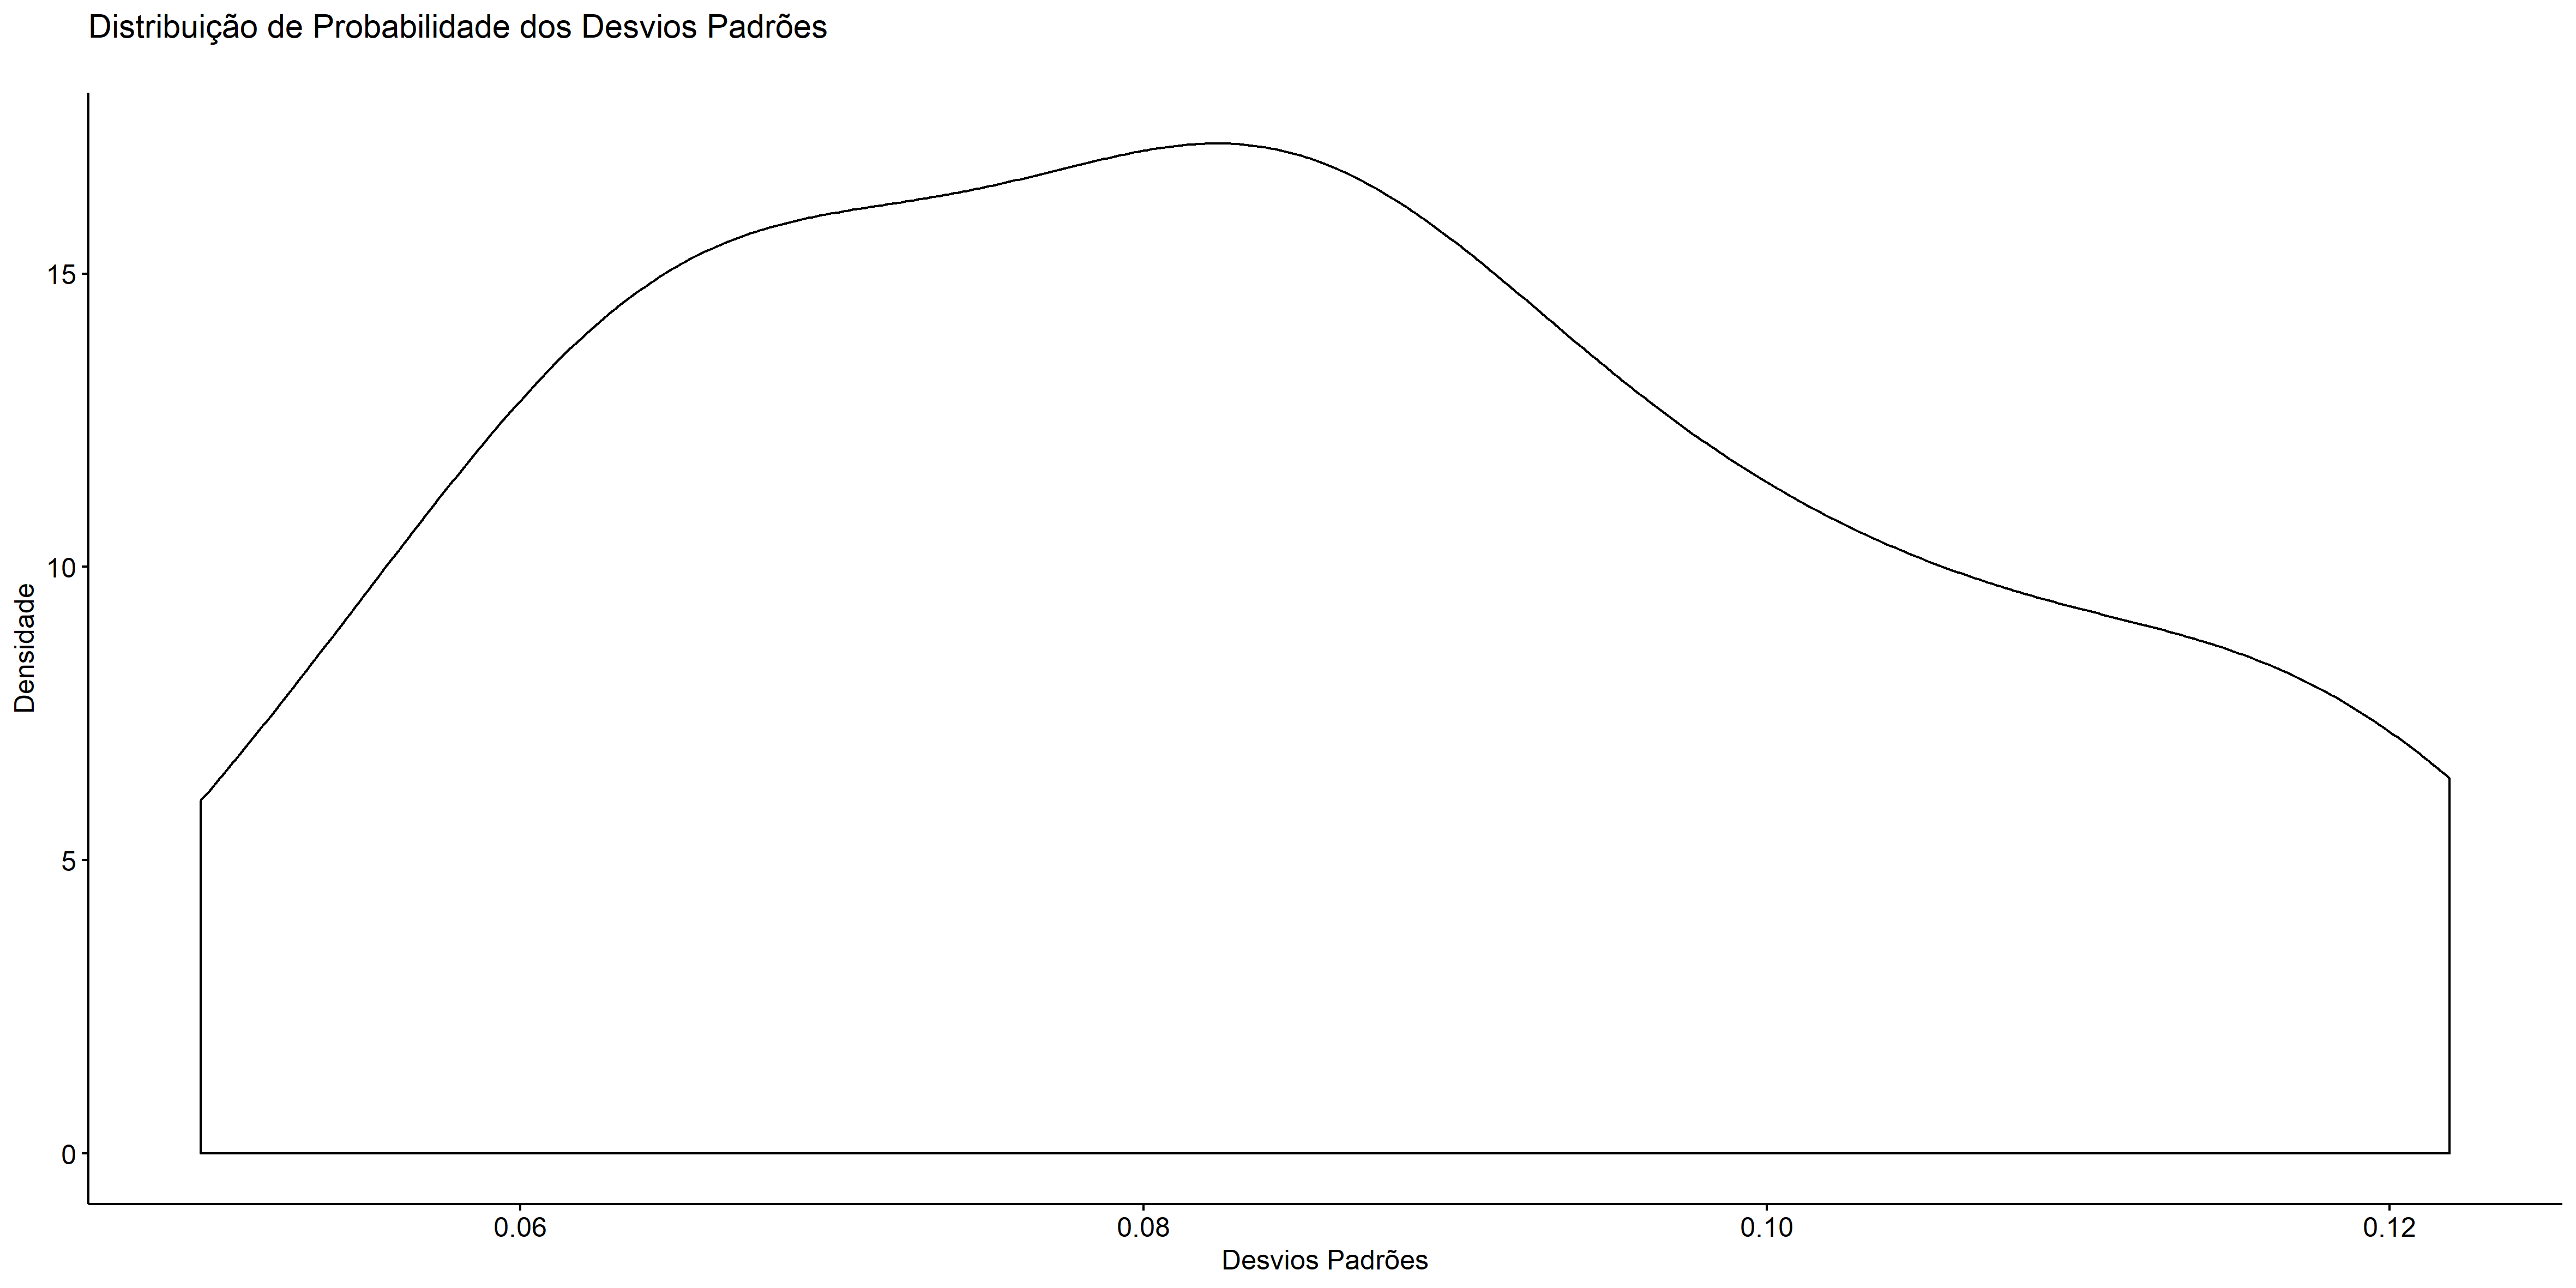 Distribuição de Probabilidade dos Desvios Padrões
15
10
5
0
Densidade
0.06 0.08 0.10 0.12
Desvios Padrões